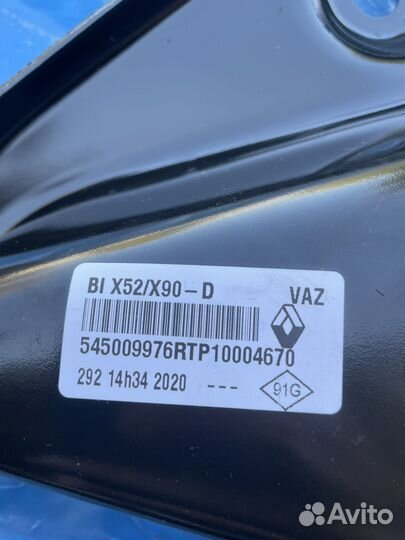 BI X52/X90-D VAZ
545009976RTP10004670
292 14h34 2020 --- 91G
Avito